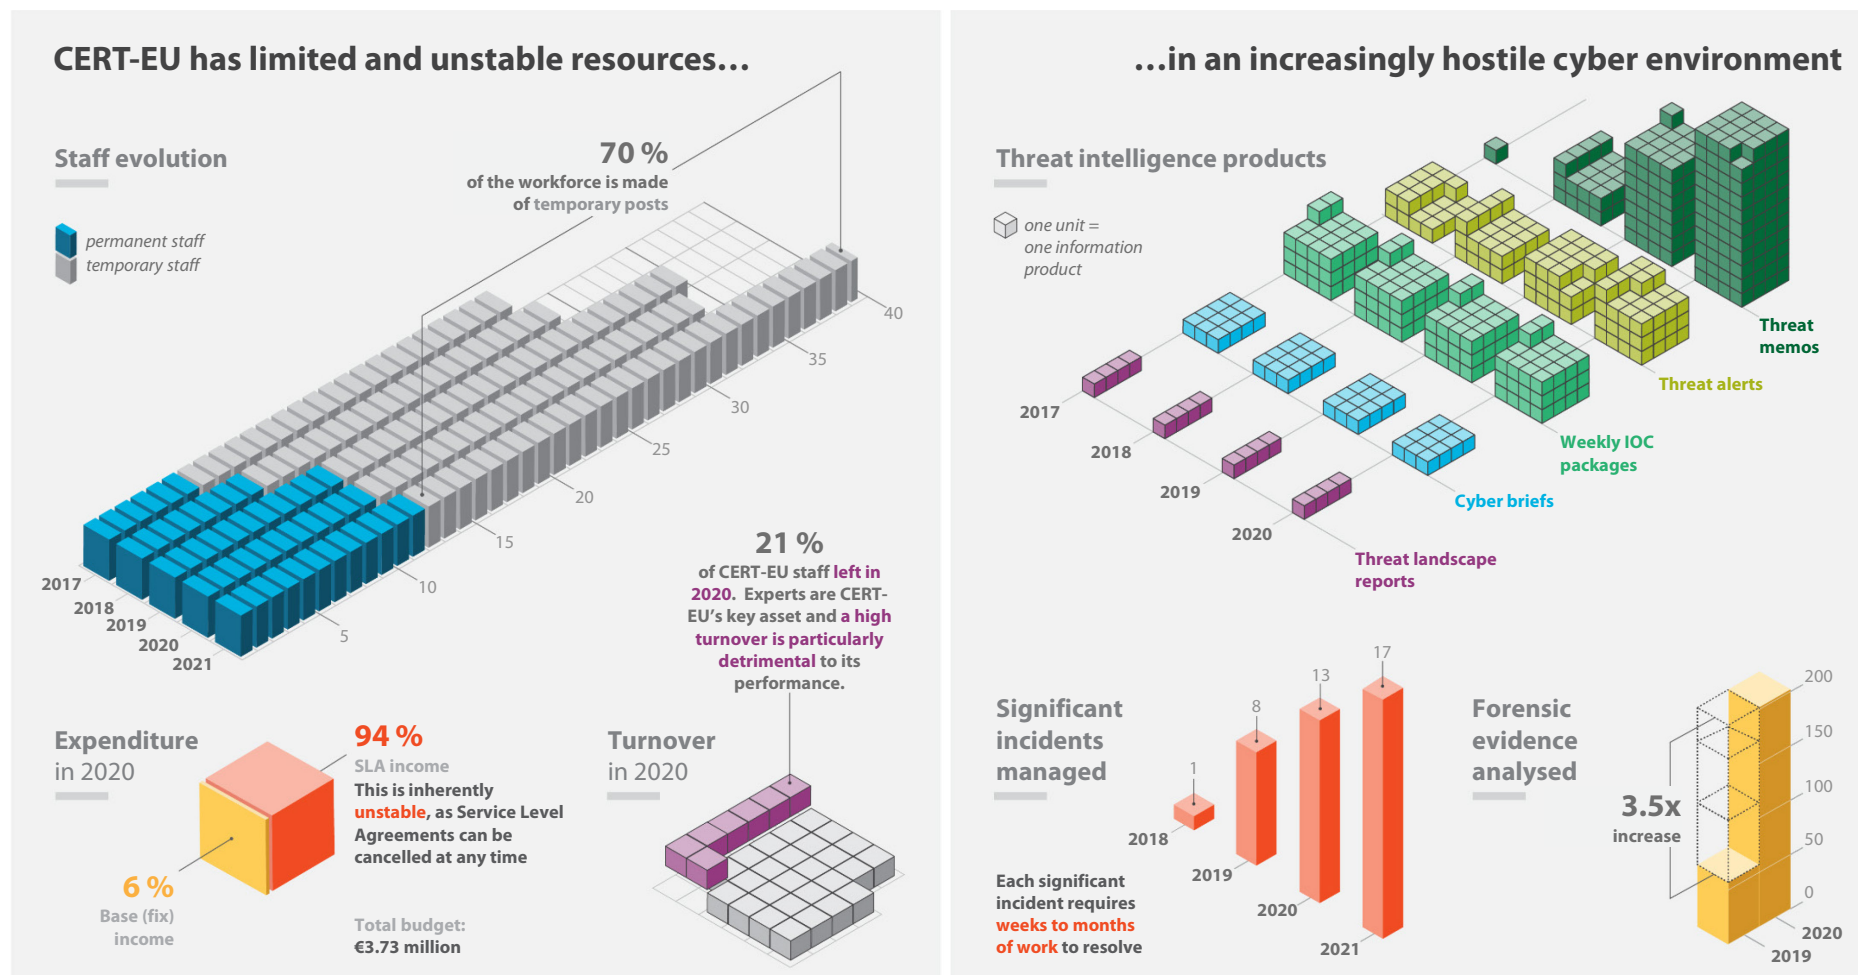 CERT-EU has limited and unstable resources…
Staff evolution
permanent staff
temporary staff
70 %
of the workforce is made
of temporary posts
40
35
30
25
20
15
10
5
2017
2018
2019
2020
2021
21 %
of CERT-EU staff left in
2020. Experts are CERT-
EU’s key asset and a high
turnover is particularly
detrimental to its
performance.
Expenditure
in 2020
94 %
SLA income
This is inherently
unstable, as Service Level
Agreements can be
cancelled at any time
6 %
Base (fix)
income
Total budget:
€3.73 million
Turnover
in 2020
…in an increasingly hostile cyber environment
Threat intelligence products
one unit =
one information
product
2017
2018
2019
2020
Threat
memos
Threat alerts
Weekly IOC
packages
Cyber briefs
Threat landscape
reports
Significant
incidents
managed
1
8
13
17
2018
2019
2020
2021
Each significant
incident requires
weeks to months
of work to resolve
Forensic
evidence
analysed
3.5x
increase
200
150
100
50
0
2020
2019